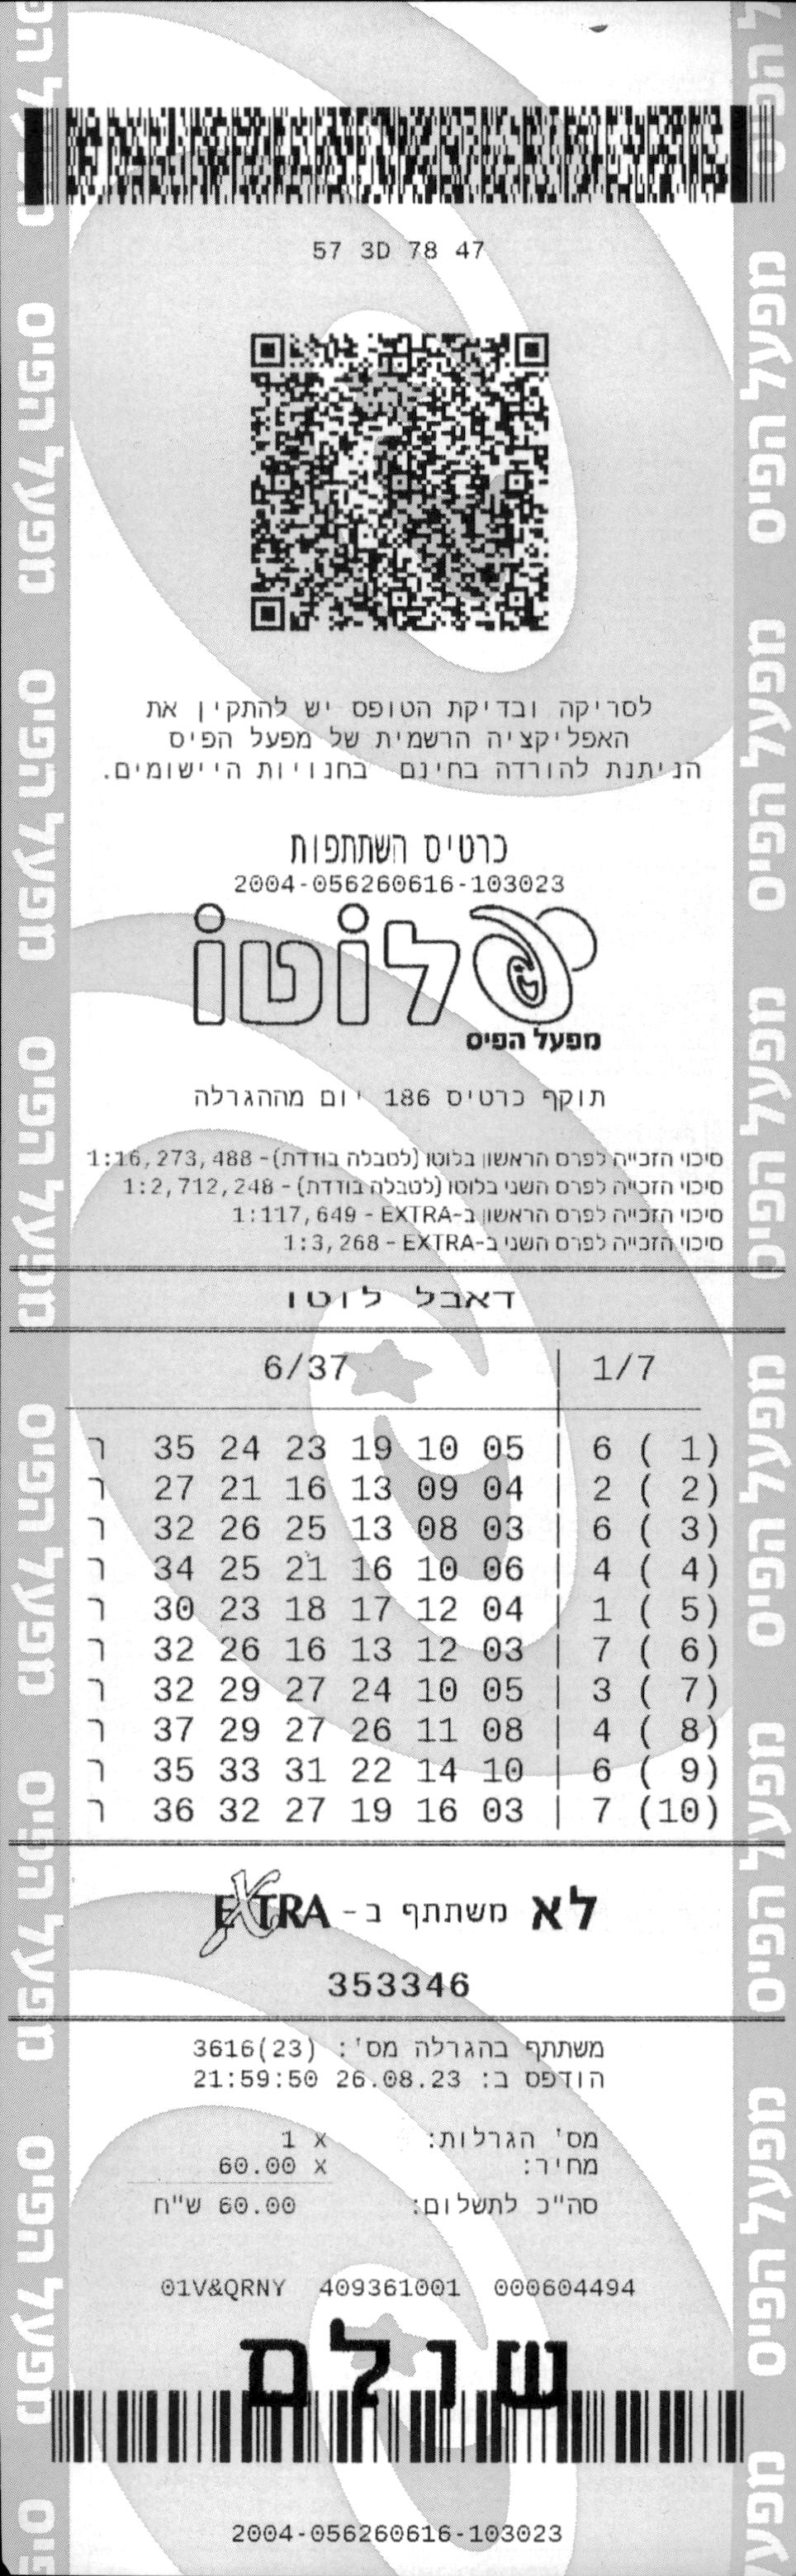 57 3D 78 47
לסריקה ובדיקת הטופס יש להתקין את
האפליקציה הרשמית של מפעל הפיס
הניתנת להורדה בחינם בחנויות היישומים.
כרטיס השתתפות
2004-056260616-103023
לוטו
מפעל הפיס
תוקף כרטיס 186 יום מההגרלה
סיכוי הזכייה לפרס הראשון בלוטו (לטבלה בודדת)- 1:16,273,488
סיכוי הזכייה לפרס השני בלוטו (לטבלה בודדת) - 1:2,712,248
סיכוי הזכייה לפרס הראשון ב-EXTRA - 1:117,649
סיכוי הזכייה לפרס השני ב-EXTRA - 1:3,268
דאבל לוטו
6/37 | 1/7
ר 35 24 23 19 10 05 | 6 ( 1)
ר 27 21 16 13 09 04 | 2 ( 2)
ר 32 26 25 13 08 03 | 6 ( 3)
ר 34 25 21 16 10 06 | 4 ( 4)
ר 30 23 18 17 12 04 | 1 ( 5)
ר 32 26 16 13 12 03 | 7 ( 6)
ר 32 29 27 24 10 05 | 3 ( 7)
ר 37 29 27 26 11 08 | 4 ( 8)
ר 35 33 31 22 14 10 | 6 ( 9)
ר 36 32 27 19 16 03 | 7 (10)
לא משתתף ב - EXTRA
353346
משתתף בהגרלה מס': 3616(23)
הודפס ב: 26.08.23 21:59:50
מס' הגרלות: x 1
מחיר: x 60.00
סה"כ לתשלום: 60.00 ש"ח
01V&QRNY 409361001 000604494
שולם
2004-056260616-103023
מפעל הפיס
מפעל הפיס
מפעל הפיס
מפעל הפיס
מפעל הפיס
מפעל הפיס
מפעל הפיס
מפעל הפיס
מפעל הפיס
מפעל הפיס
מפעל הפיס
מפעל הפיס